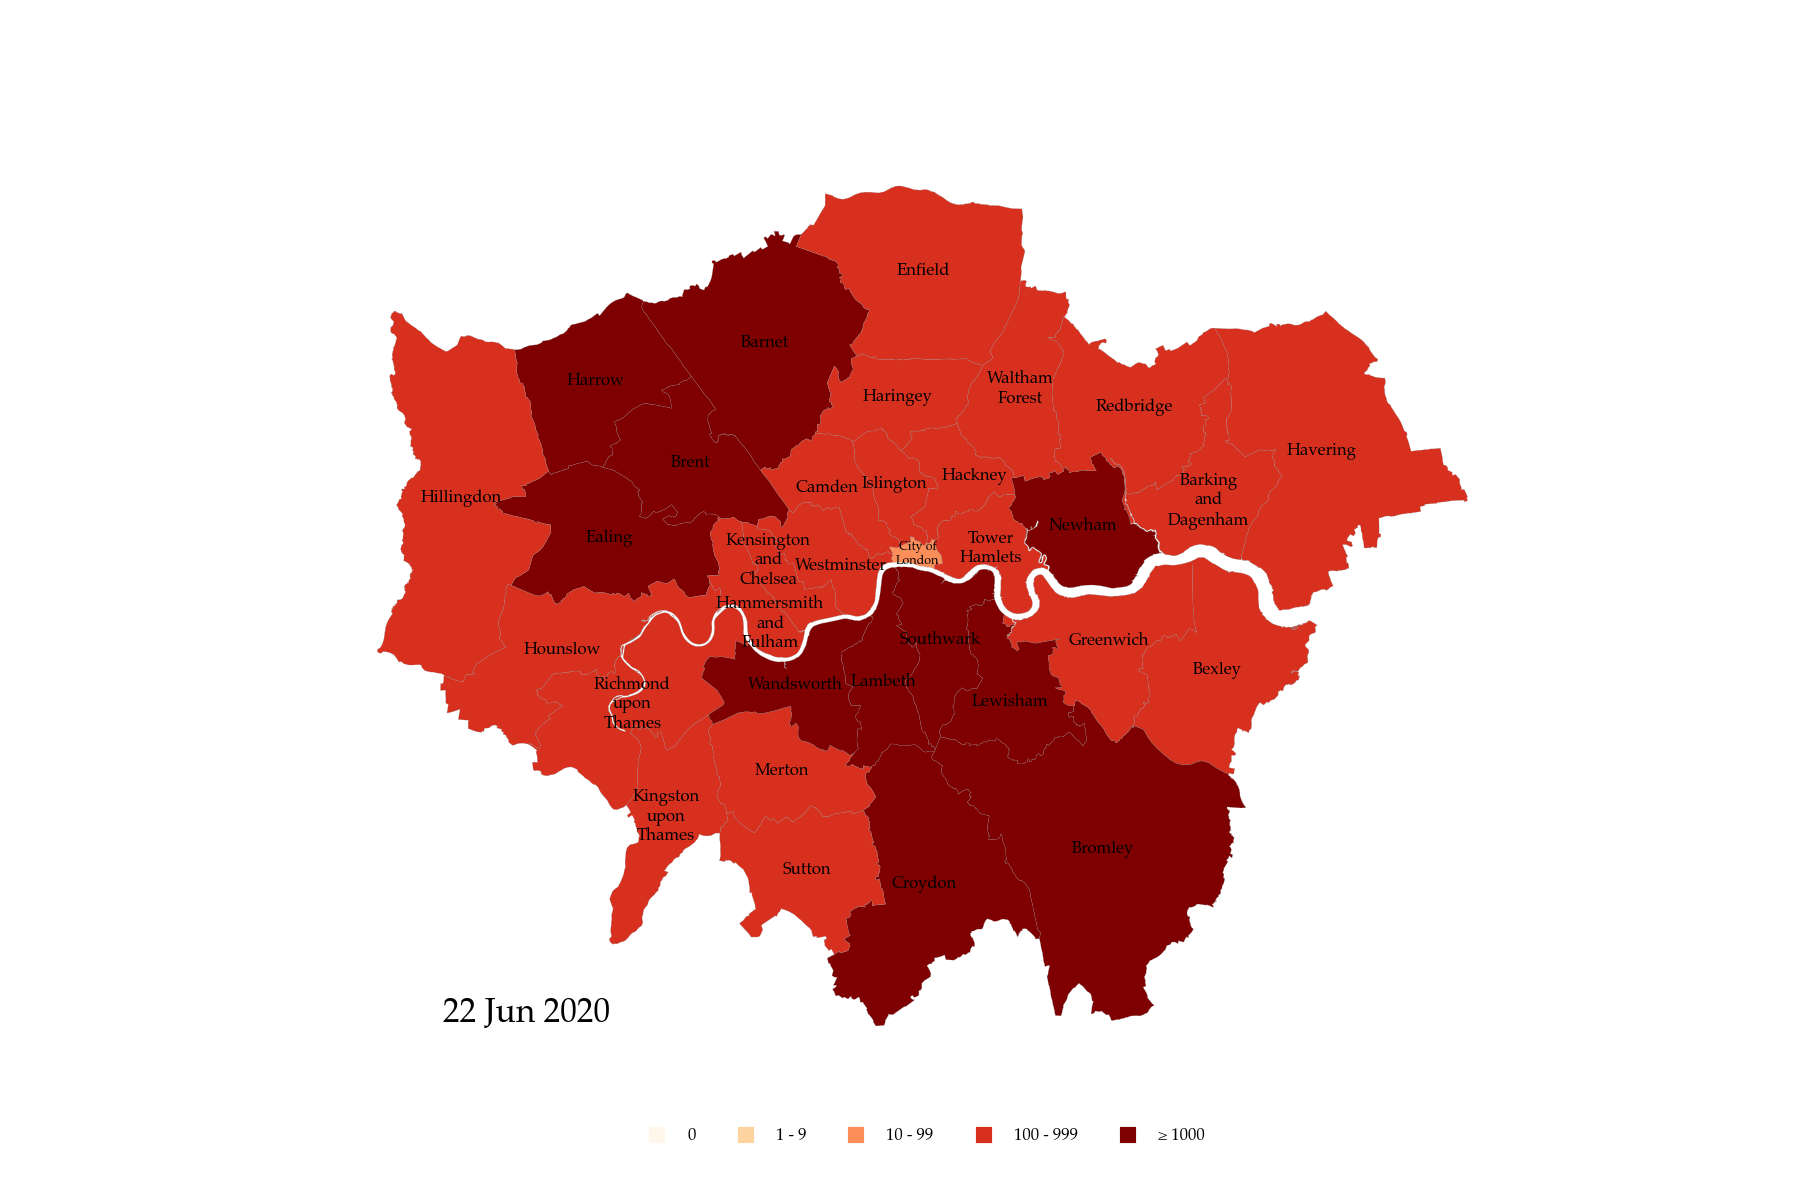 Enfield
Barnet
Harrow
Waltham
Forest
Haringey
Redbridge
Havering
Brent
Hackney
Islington
Camden
Barking
and
Dagenham
Hillingdon
Newham
Ealing
Kensington
and
Chelsea
City of
London
Tower
Hamlets
Westminster
Hammersmith
and
Fulham
Southwark
Greenwich
Hounslow
Bexley
Richmond
upon
Thames
Wandsworth
Lambeth
Lewisham
Merton
Kingston
upon
Thames
Bromley
Sutton
Croydon
22 Jun 2020
0 1 - 9 10 - 99 100 - 999 ≥ 1000